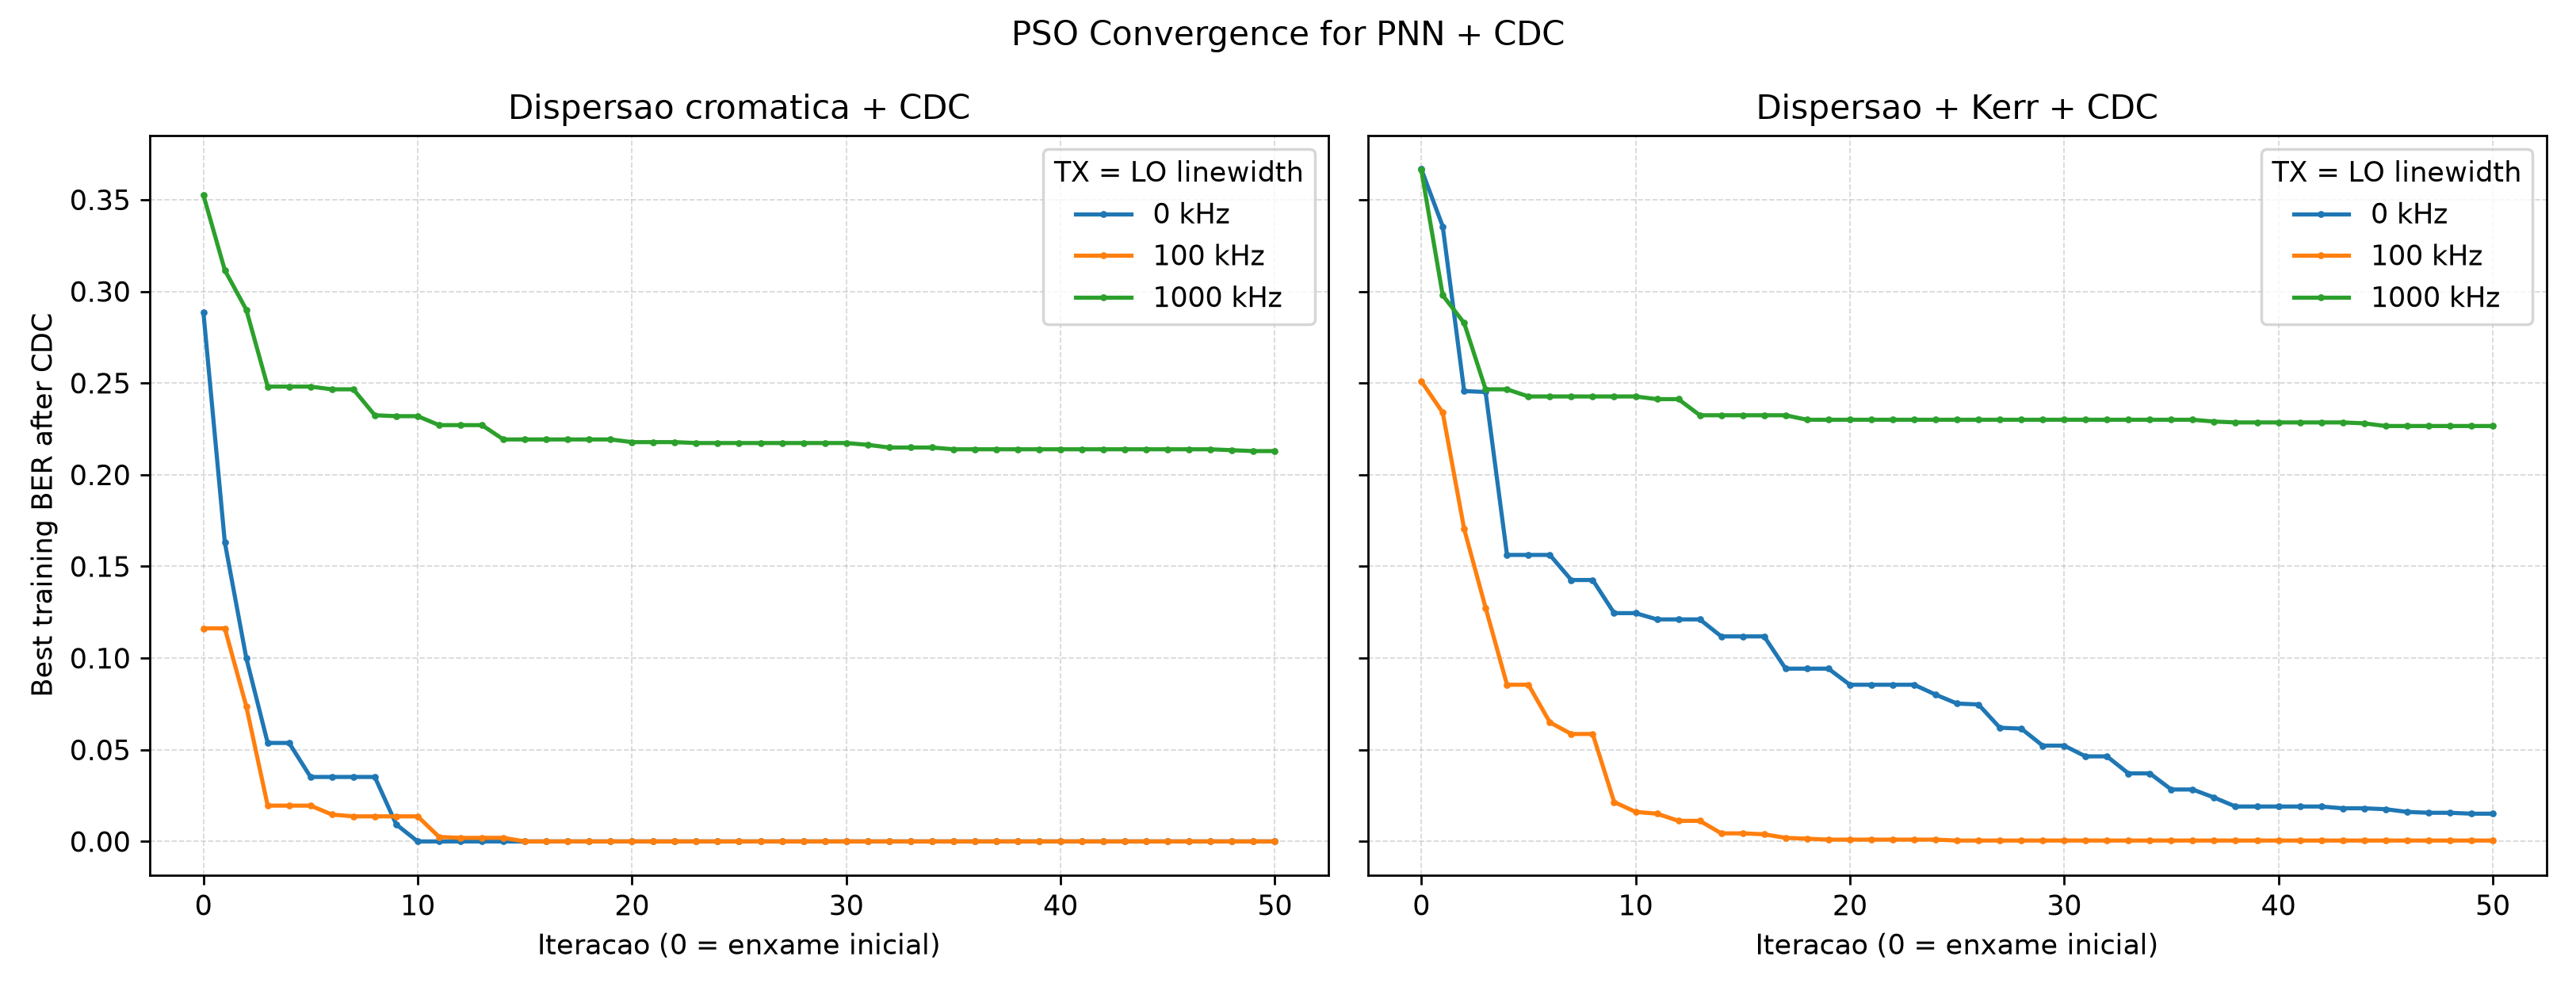 PSO Convergence for PNN + CDC
Dispersao cromatica + CDC
Best training BER after CDC
0.35
0.30
0.25
0.20
0.15
0.10
0.05
0.00
TX = LO linewidth
0 kHz
100 kHz
1000 kHz
0 10 20 30 40 50
Iteracao (0 = enxame inicial)
Dispersao + Kerr + CDC
TX = LO linewidth
0 kHz
100 kHz
1000 kHz
0 10 20 30 40 50
Iteracao (0 = enxame inicial)